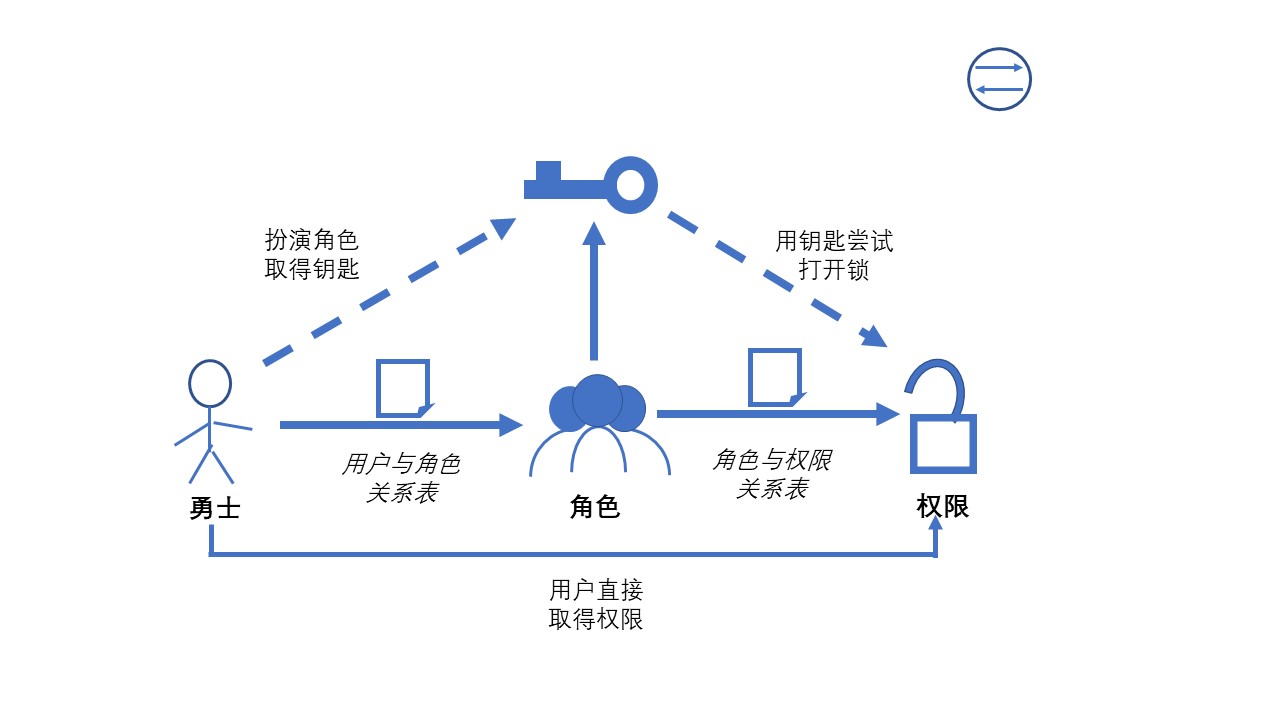 扮演角色
取得钥匙
用钥匙尝试
打开锁
用户与角色
关系表
角色与权限
关系表
勇士
角色
权限
用户直接
取得权限